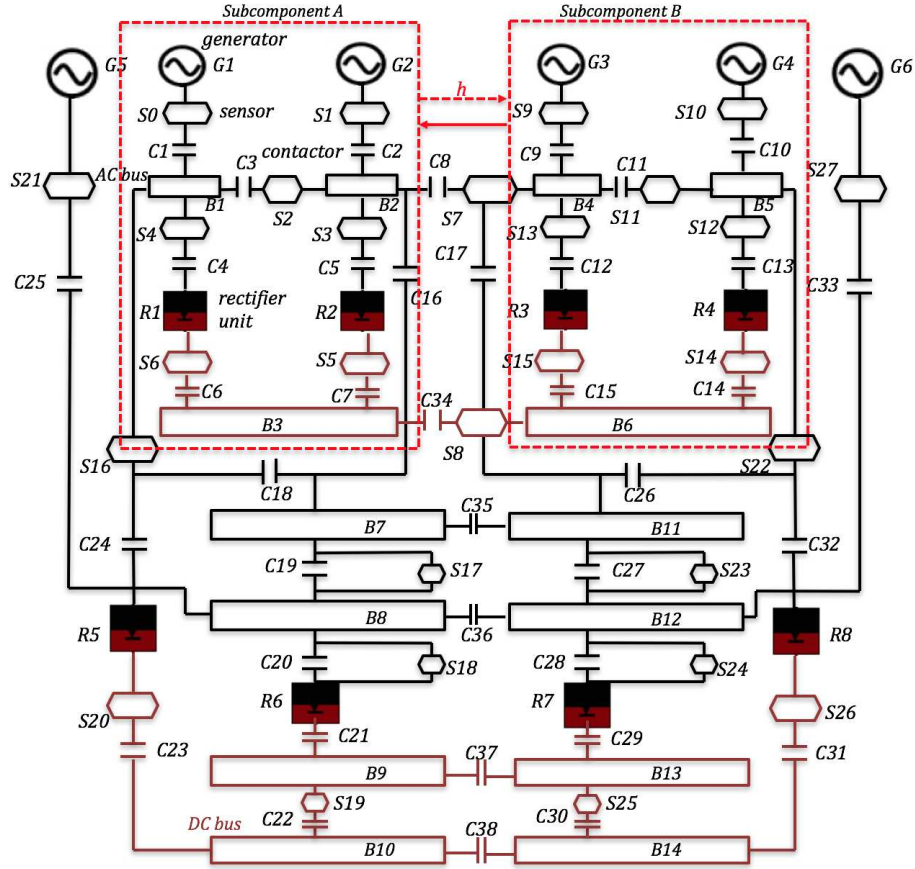 Subcomponent A
Subcomponent B
generator
G5
G1
G2
G3
G4
G6
h
S0
sensor
S1
S9
S10
C1
contactor
C2
C9
C10
C3
C8
C11
S21
AC bus
S27
B1
S2
B2
S7
B4
S11
B5
S4
S3
S13
S12
C25
C4
C5
C16
C17
C12
C13
C33
R1
rectifier
unit
R2
R3
R4
S6
S5
S15
S14
C6
C7
C34
C15
C14
B3
B6
S16
S8
S22
C18
C26
C35
B7
B11
C24
C32
C19
S17
C27
S23
B8
C36
B12
R5
R8
C20
S18
C28
S24
R6
R7
S20
S26
C21
C29
C23
C37
C31
B9
B13
S19
S25
DC bus
C22
C38
C30
B10
B14